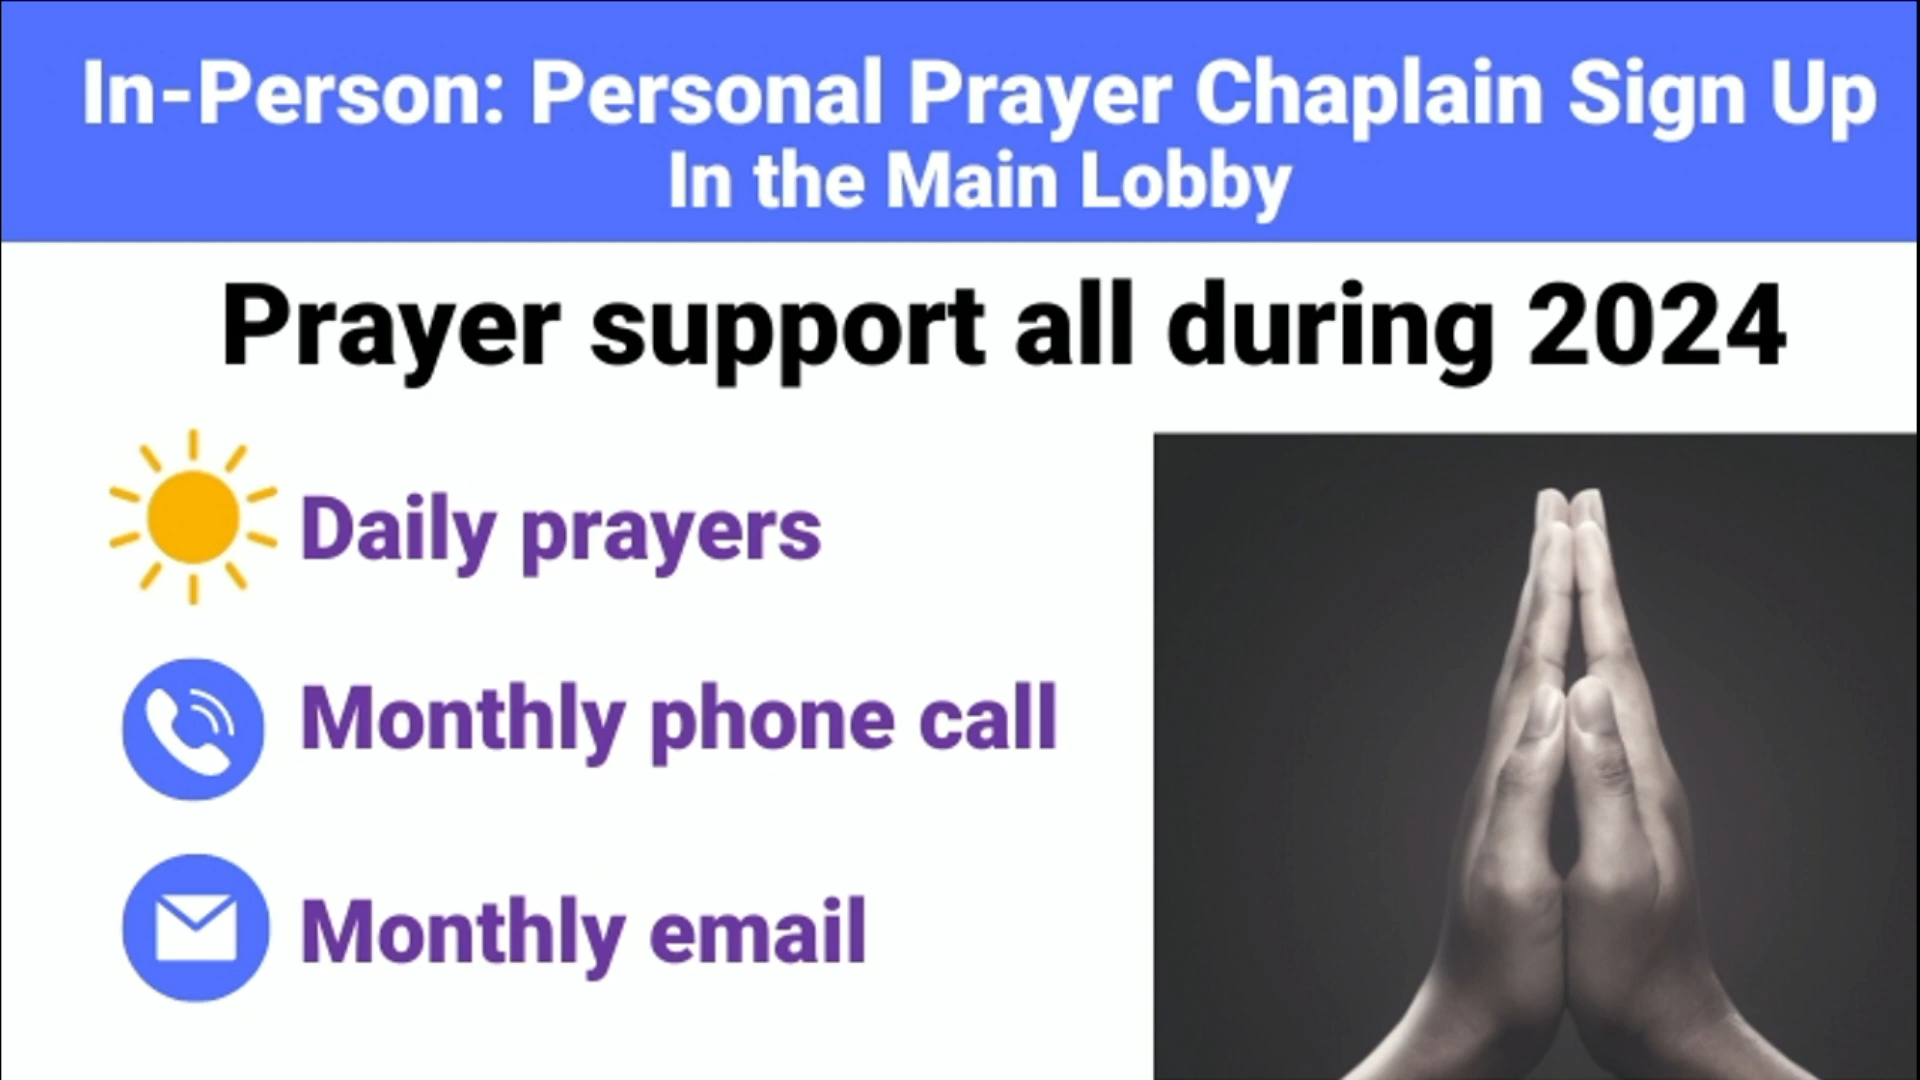 In-Person: Personal Prayer Chaplain Sign Up
In the Main Lobby
Prayer support all during 2024
Daily prayers
Monthly phone call
Monthly email